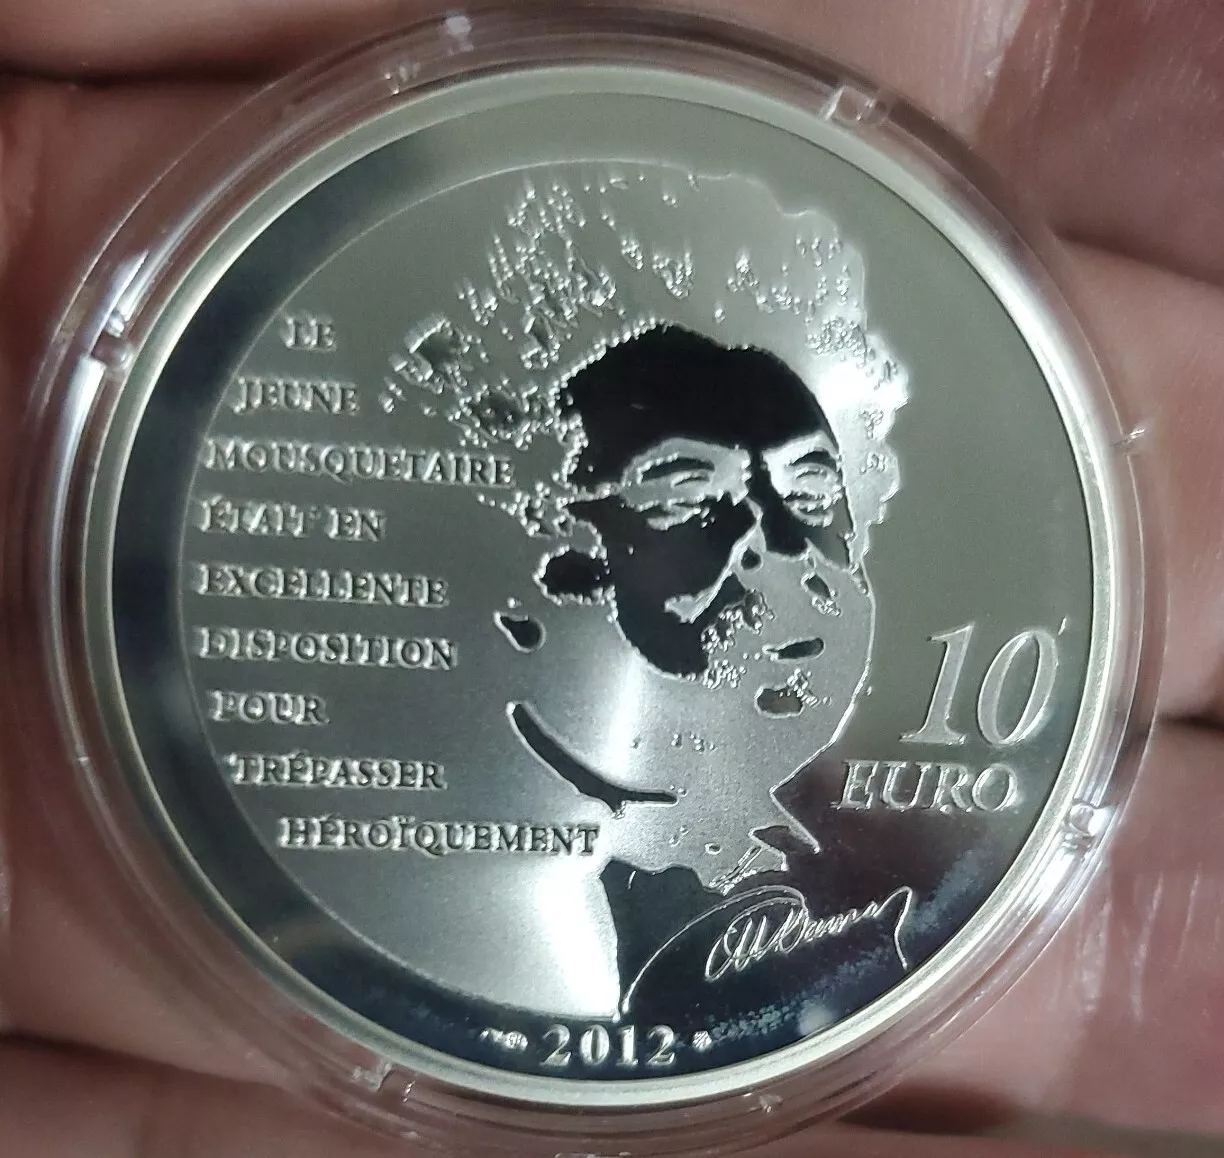 LE
JEUNE
MOUSQUETAIRE
ÉTAIT EN
EXCELLENTE
DISPOSITION
POUR
TRÉPASSER
HÉROÏQUEMENT
10
EURO
2012